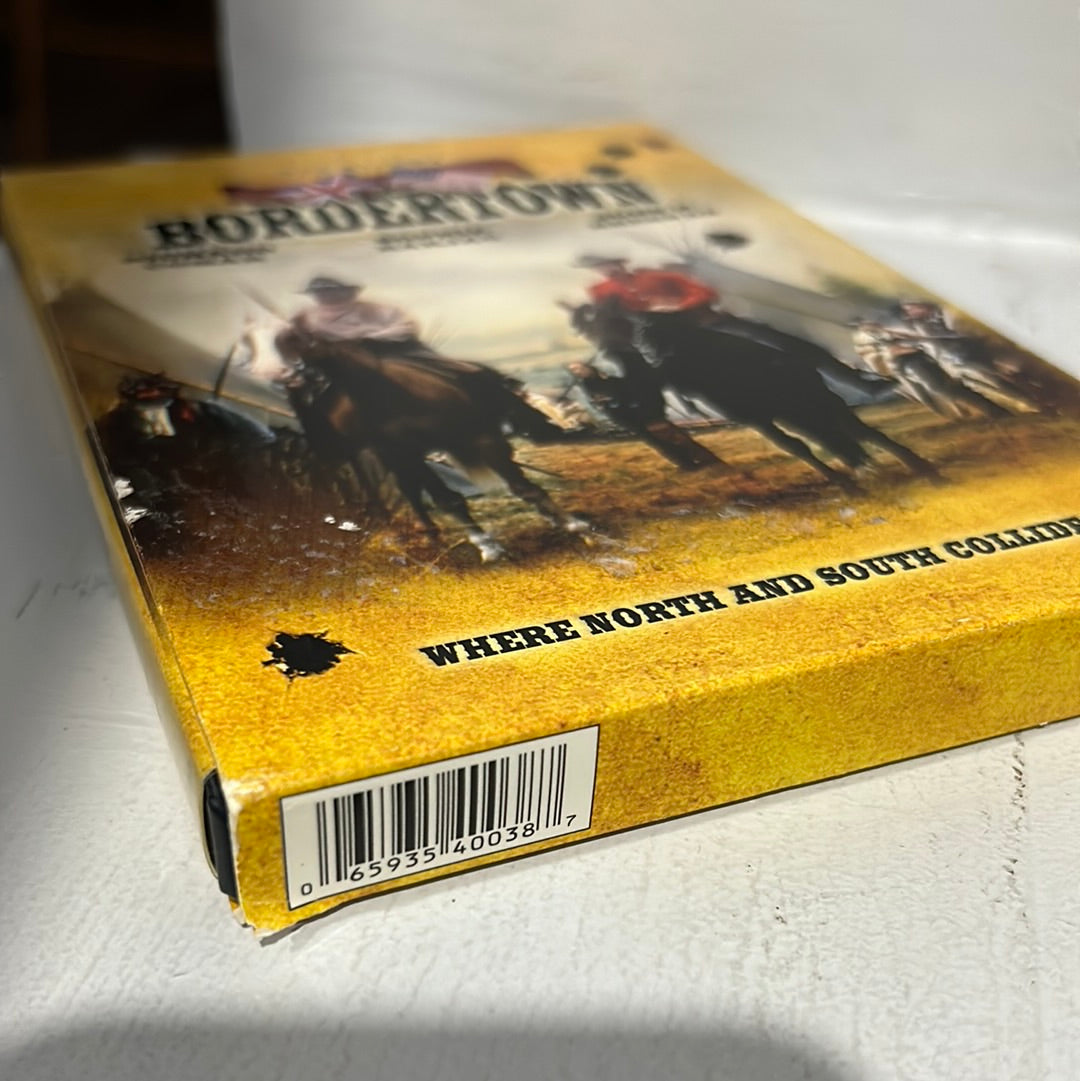 BORDERTOWN
WHERE NORTH AND SOUTH COLLIDE
0 65935 40038 7